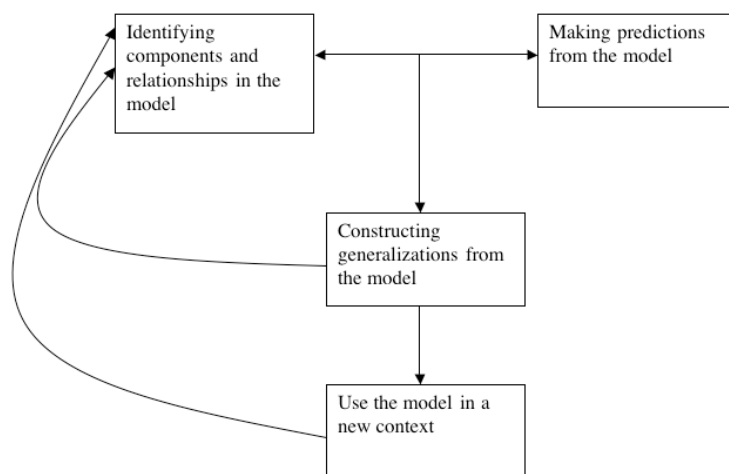 Identifying
components and
relationships in the
model
Making predictions
from the model
Constructing
generalizations from
the model
Use the model in a
new context